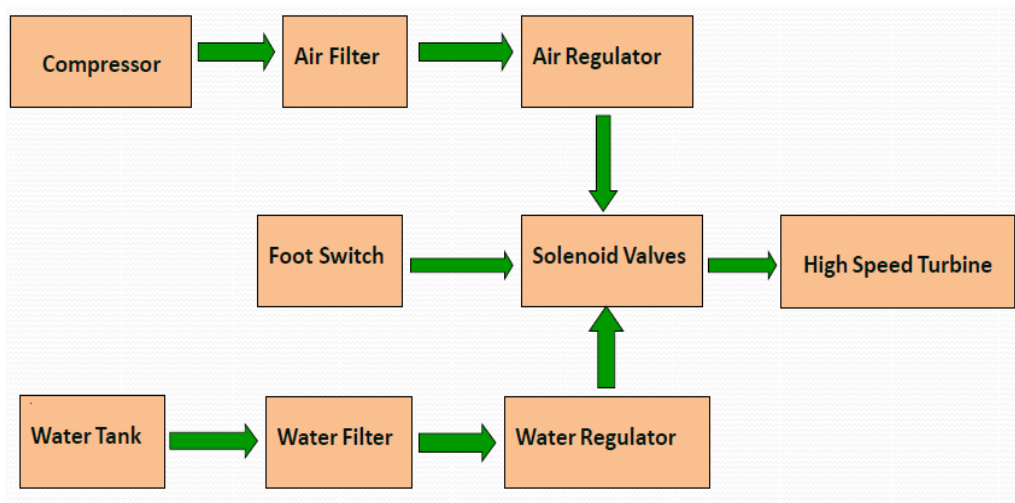 Compressor
Air Filter
Air Regulator
Foot Switch
Solenoid Valves
High Speed Turbine
Water Tank
Water Filter
Water Regulator